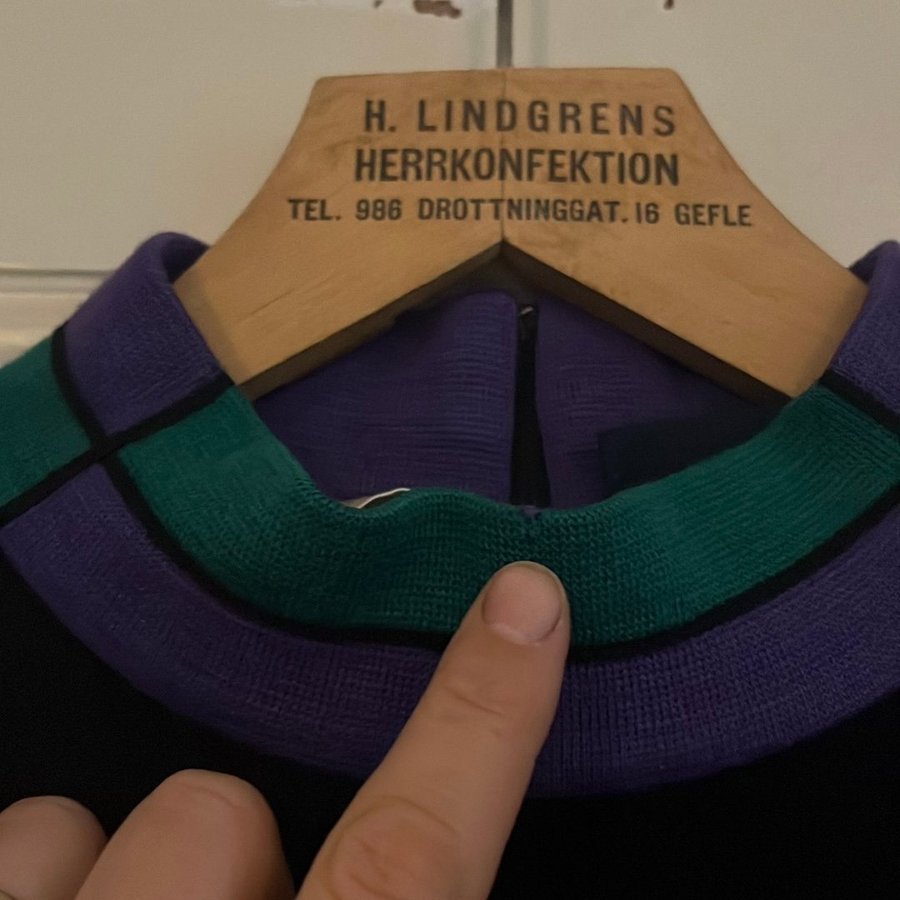 H. LINDGRENS
HERRKONFEKTION
TEL. 986 DROTTNINGGAT. 16 GEFLE